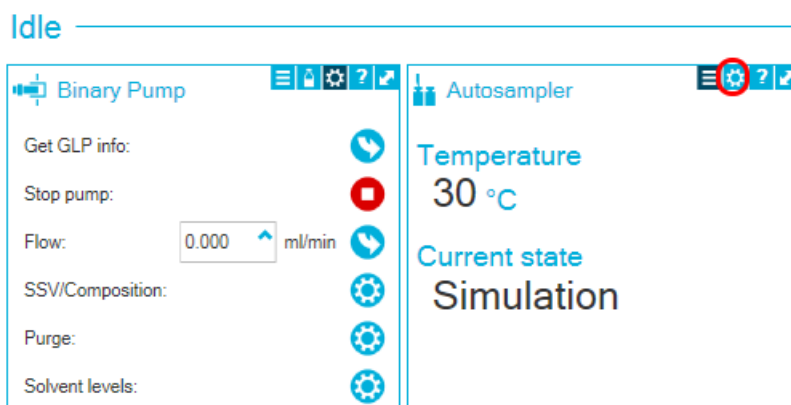 Idle
Binary Pump
?
Get GLP info:
Stop pump:
Flow: 0.000 ml/min
SSV/Composition:
Purge:
Solvent levels:
Autosampler
?
Temperature
30 °C
Current state
Simulation